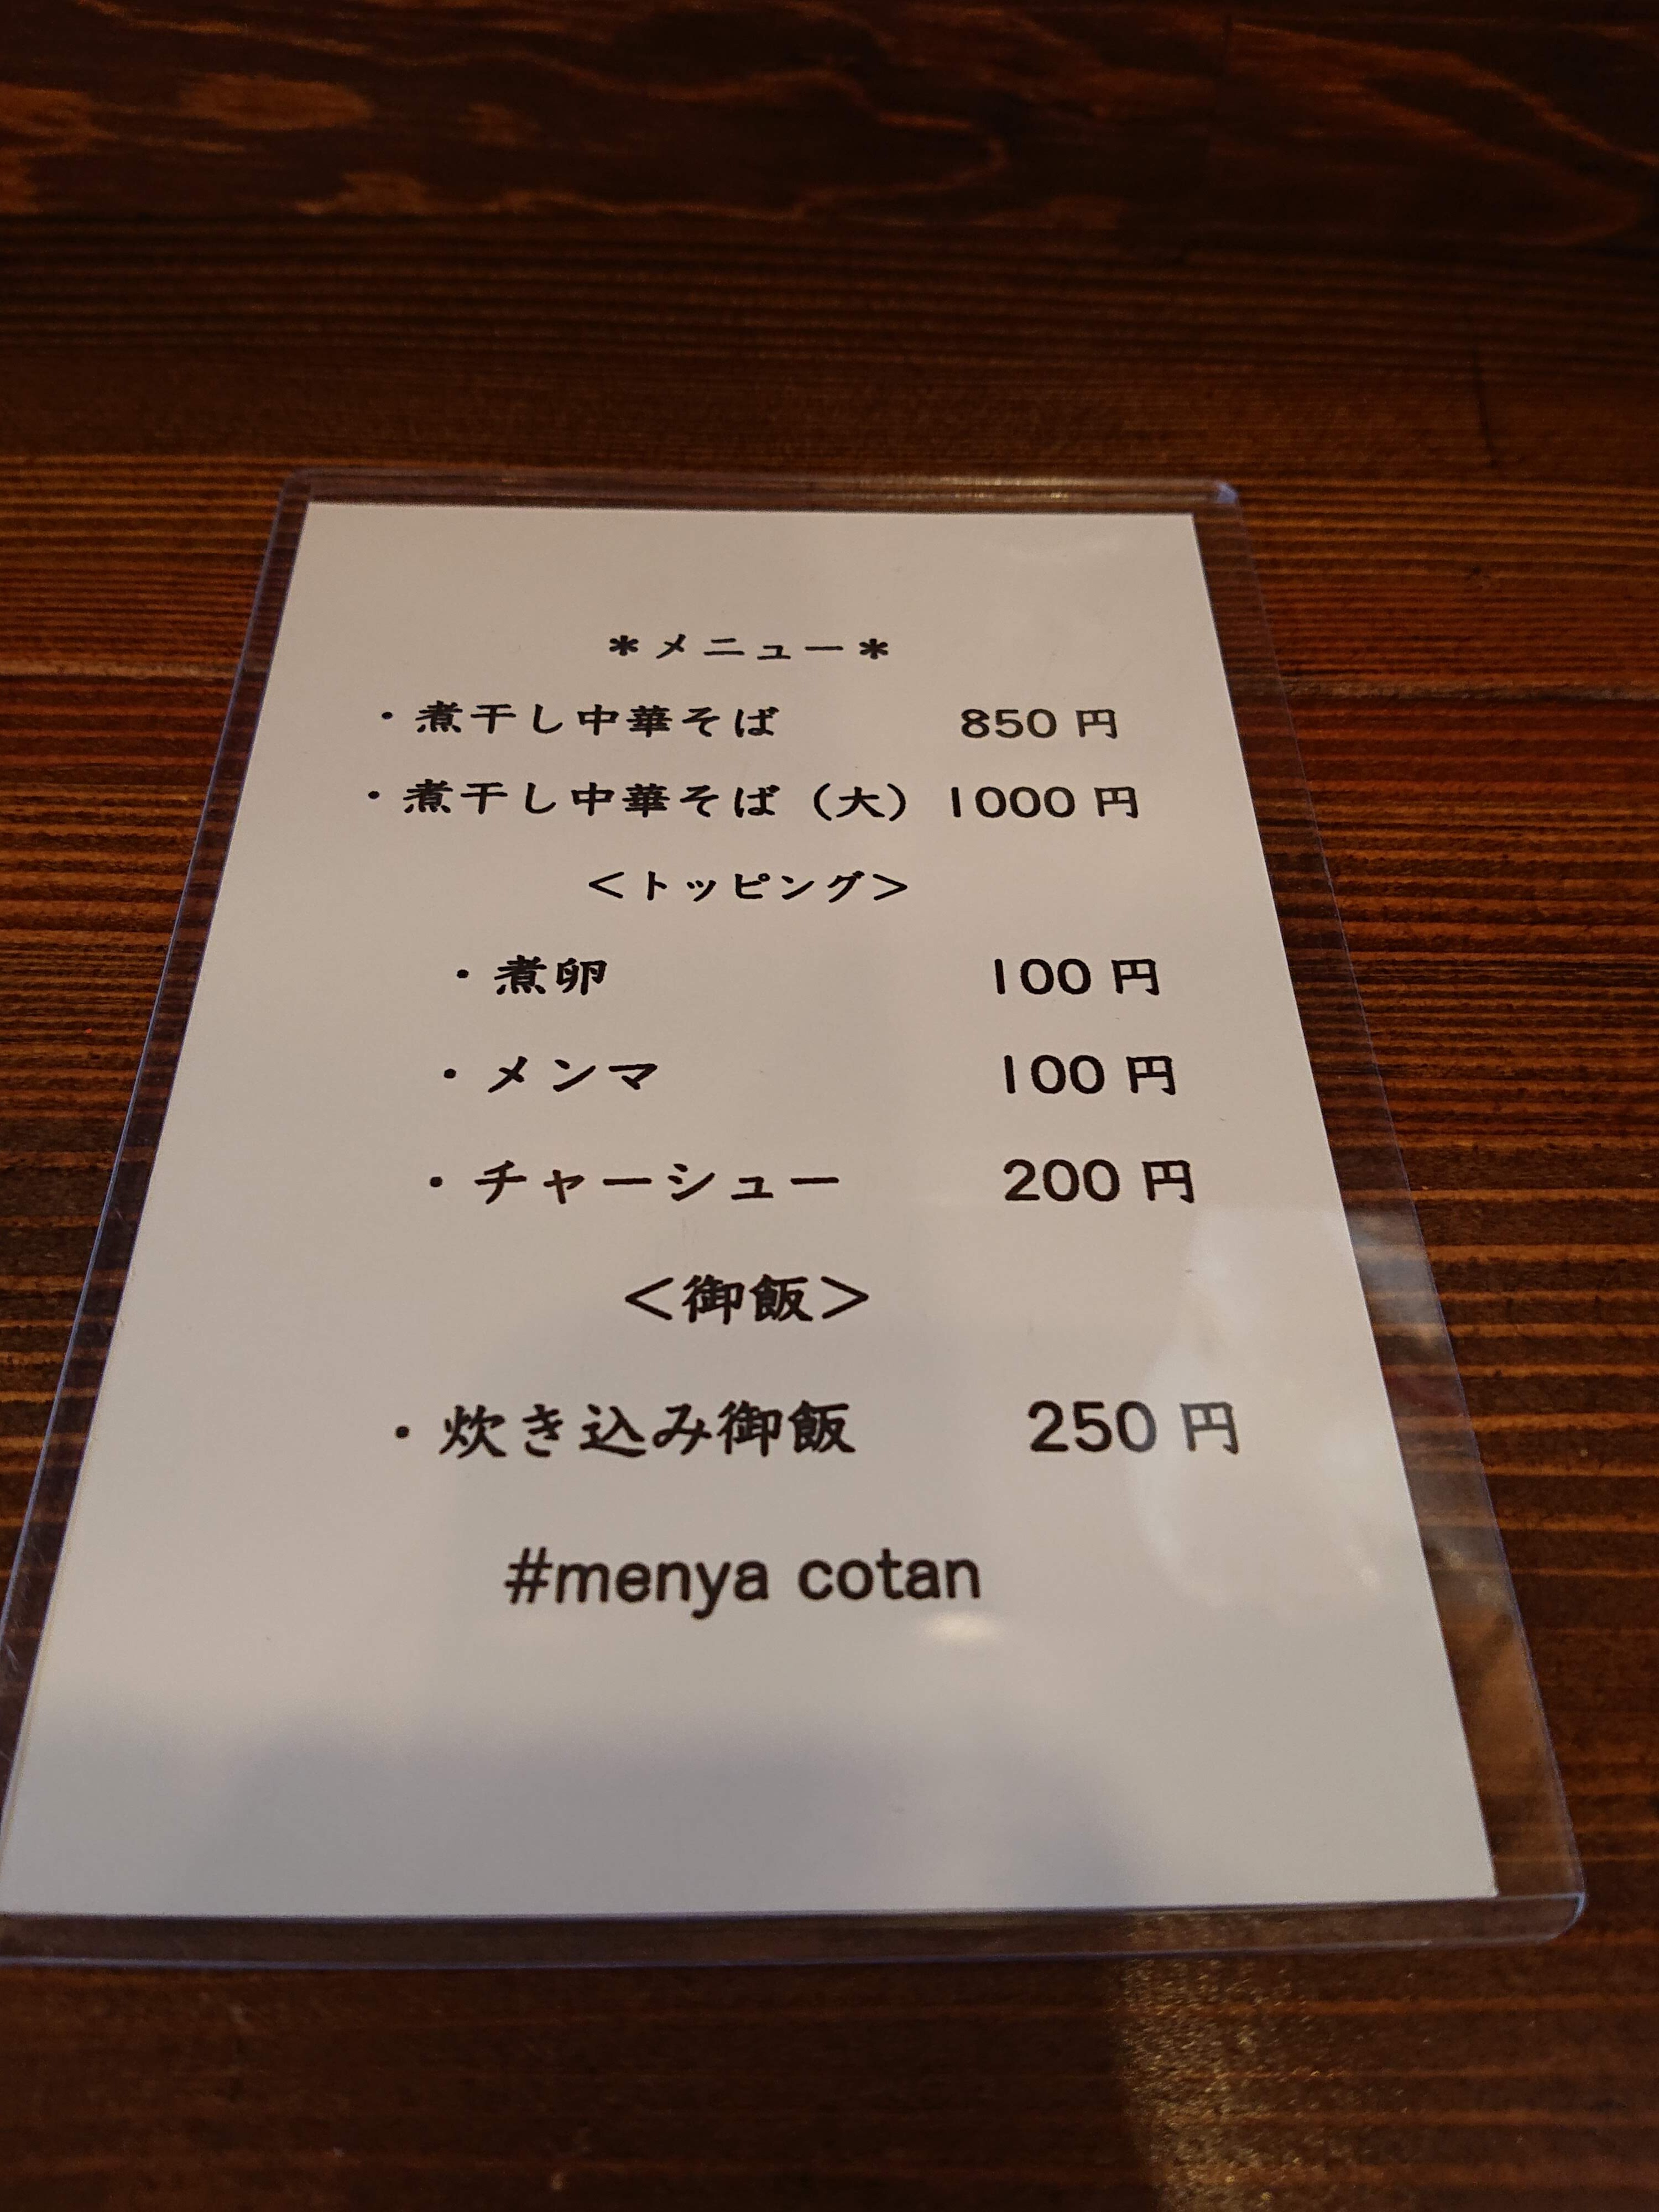 *メニュー*
・煮干し中華そば 850円
・煮干し中華そば（大）1000円
＜トッピング＞
・煮卵 100円
・メンマ 100円
・チャーシュー 200円
＜御飯＞
・炊き込み御飯 250円
#menya cotan